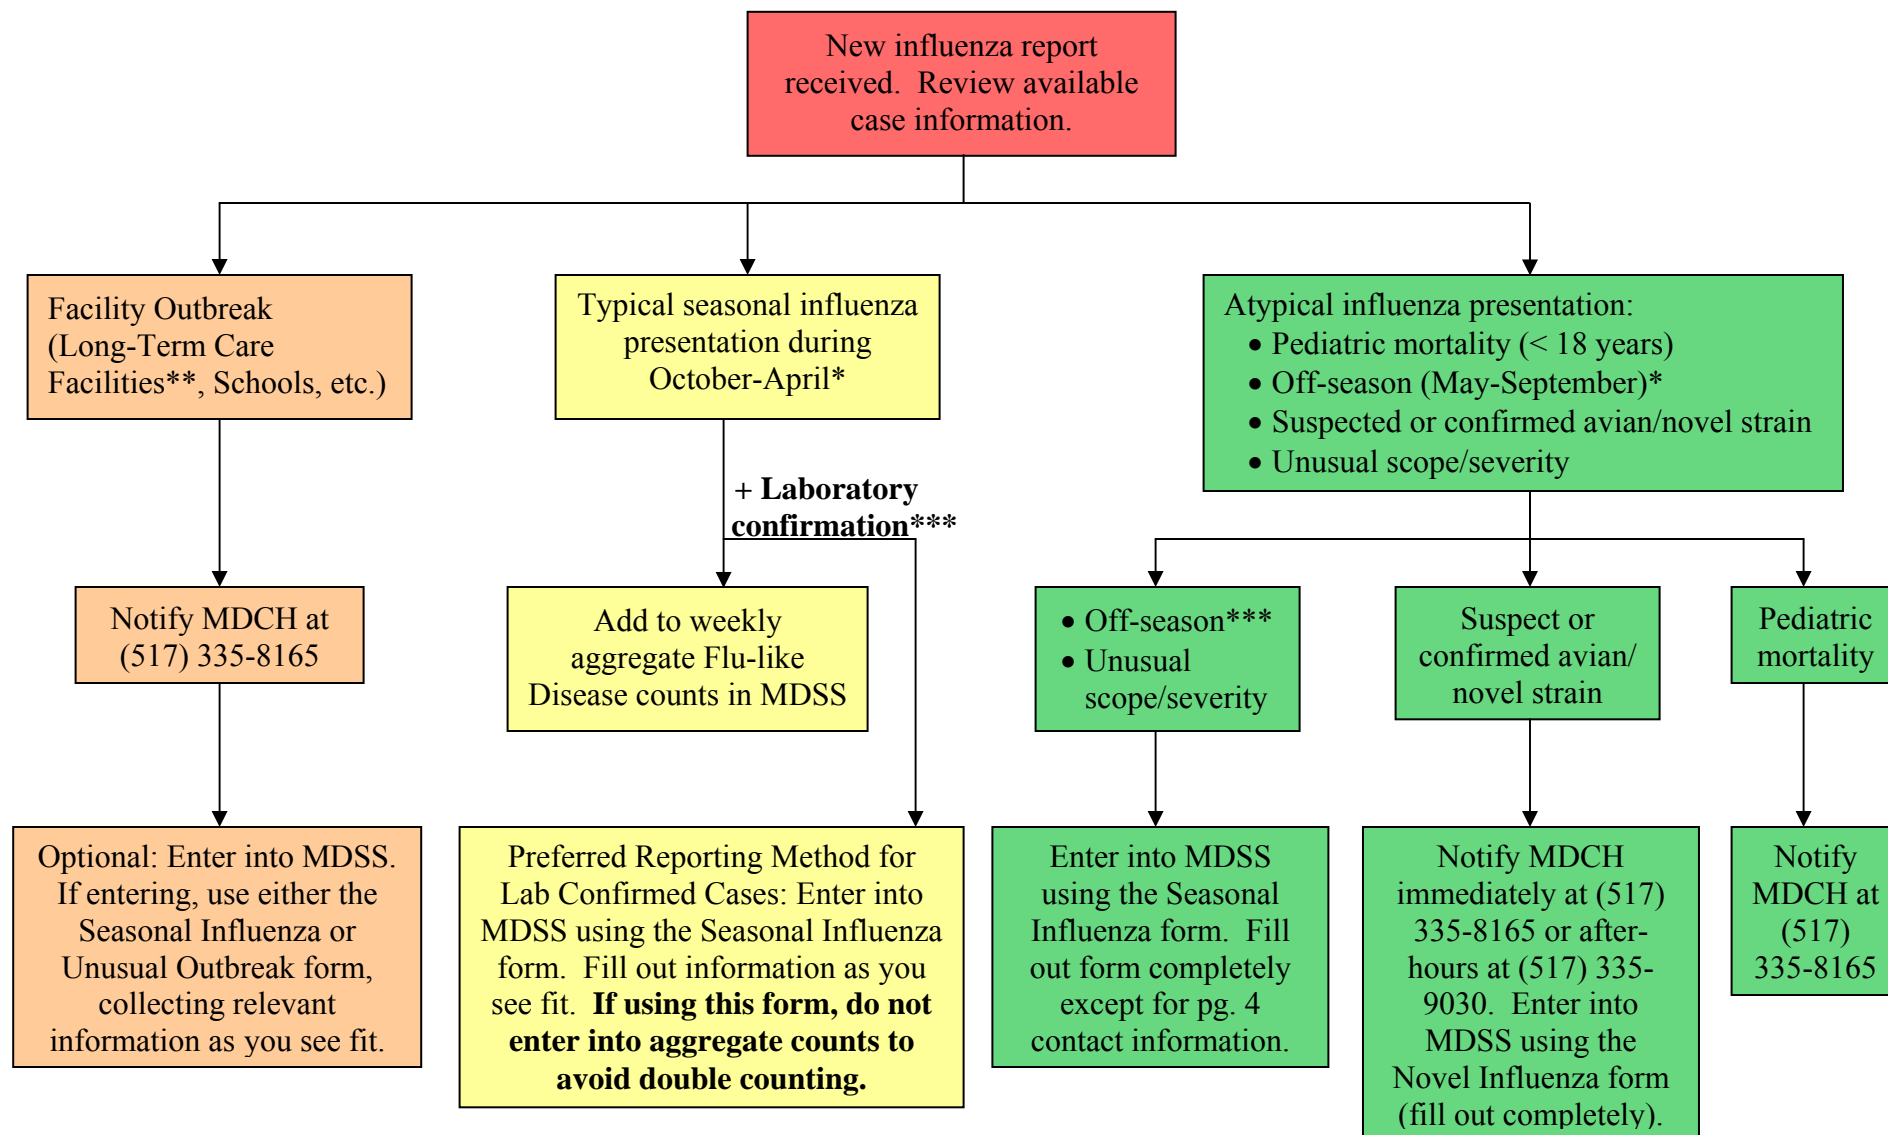 New influenza report
received.  Review available
case information.
Facility Outbreak
(Long-Term Care
Facilities**, Schools, etc.)
Typical seasonal influenza
presentation during
October-April*
Atypical influenza presentation:
• Pediatric mortality (< 18 years)
• Off-season (May-September)*
• Suspected or confirmed avian/novel strain
• Unusual scope/severity
+ Laboratory
confirmation***
Notify MDCH at
(517) 335-8165
Add to weekly
aggregate Flu-like
Disease counts in MDSS
• Off-season***
• Unusual
scope/severity
Suspect or
confirmed avian/
novel strain
Pediatric
mortality
Optional: Enter into MDSS.
If entering, use either the
Seasonal Influenza or
Unusual Outbreak form,
collecting relevant
information as you see fit.
Preferred Reporting Method for
Lab Confirmed Cases: Enter into
MDSS using the Seasonal Influenza
form.  Fill out information as you
see fit.  If using this form, do not
enter into aggregate counts to
avoid double counting.
Enter into MDSS
using the Seasonal
Influenza form.  Fill
out form completely
except for pg. 4
contact information.
Notify MDCH
immediately at (517)
335-8165 or after-
hours at (517) 335-
9030.  Enter into
MDSS using the
Novel Influenza form
(fill out completely).
Notify
MDCH at
(517)
335-8165